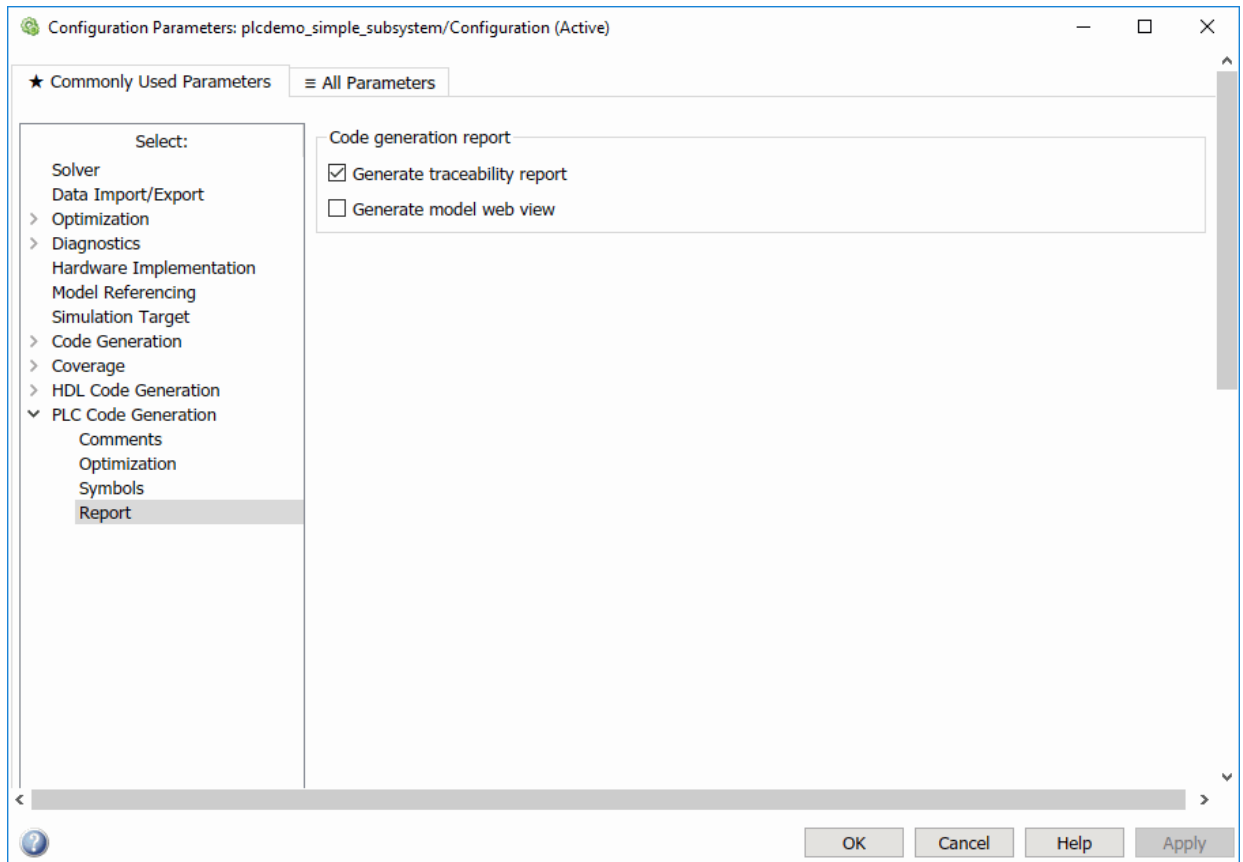 Configuration Parameters: plcdemo_simple_subsystem/Configuration (Active)
★ Commonly Used Parameters
≡ All Parameters
Select:
Solver
Data Import/Export
Optimization
Diagnostics
Hardware Implementation
Model Referencing
Simulation Target
Code Generation
Coverage
HDL Code Generation
PLC Code Generation
Comments
Optimization
Symbols
Report
Code generation report
Generate traceability report
Generate model web view
OK
Cancel
Help
Apply